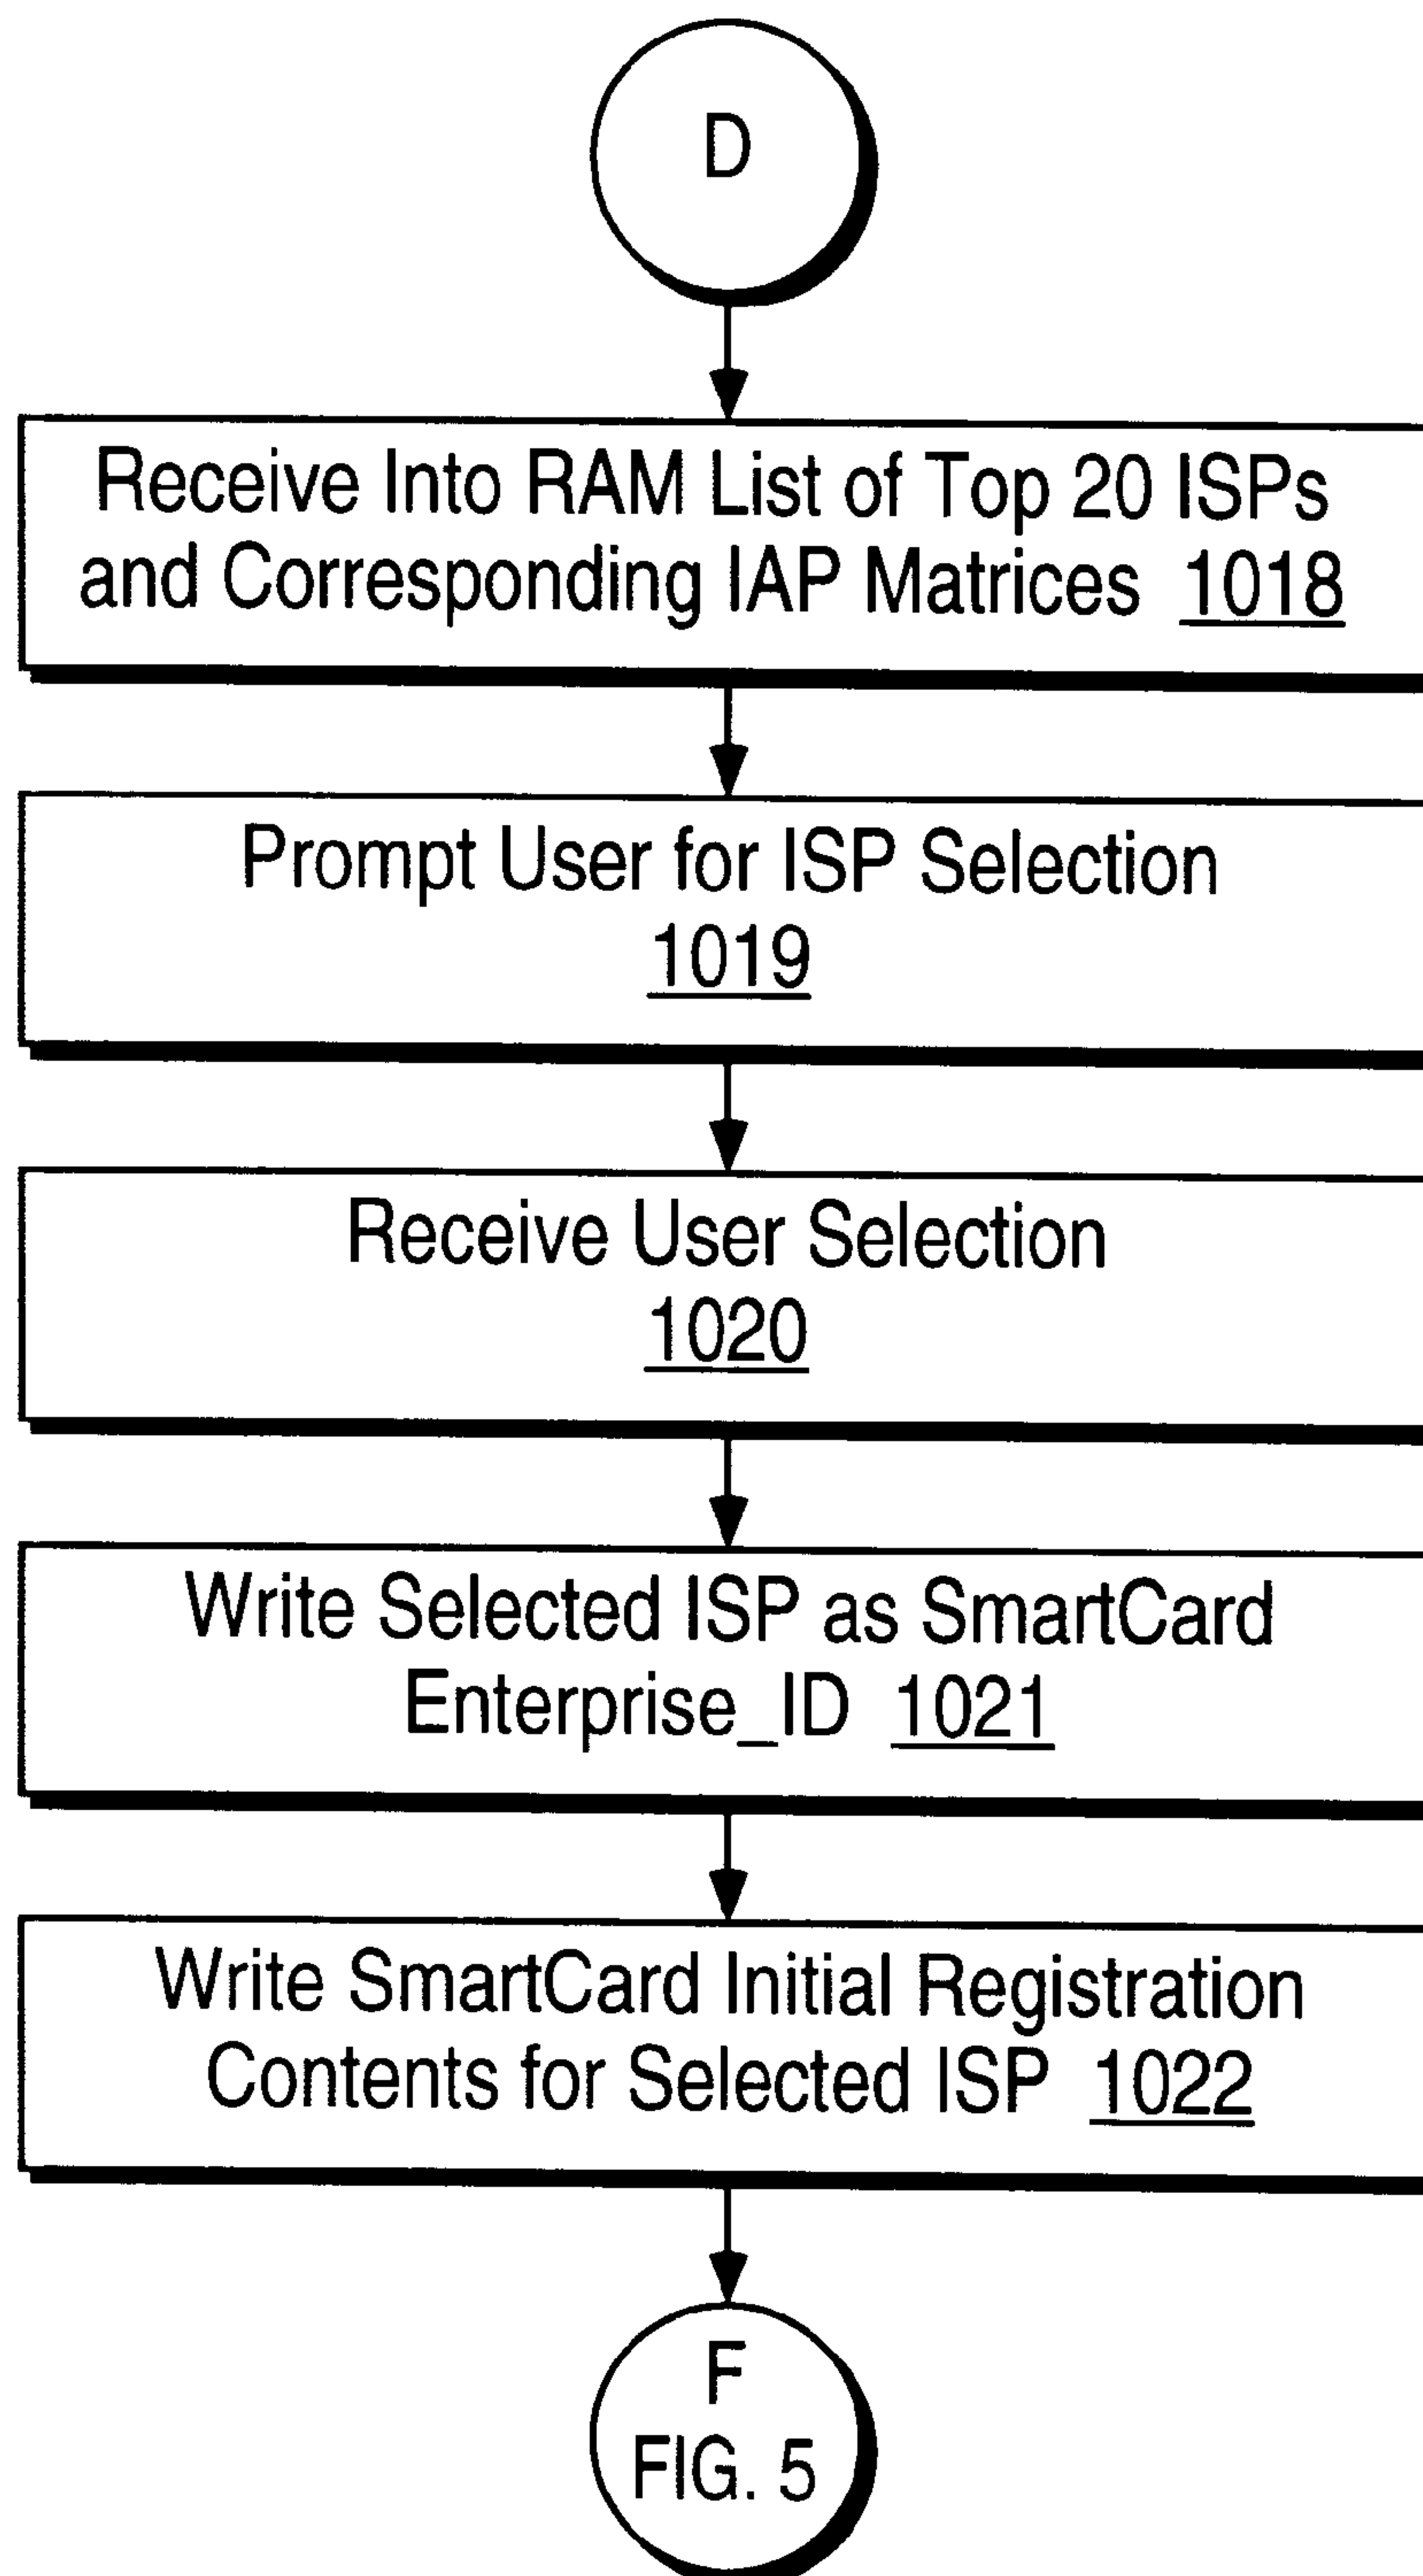 D
Receive Into RAM List of Top 20 ISPs
and Corresponding IAP Matrices 1018
Prompt User for ISP Selection
1019
Receive User Selection
1020
Write Selected ISP as SmartCard
Enterprise_ID 1021
Write SmartCard Initial Registration
Contents for Selected ISP 1022
F
FIG. 5